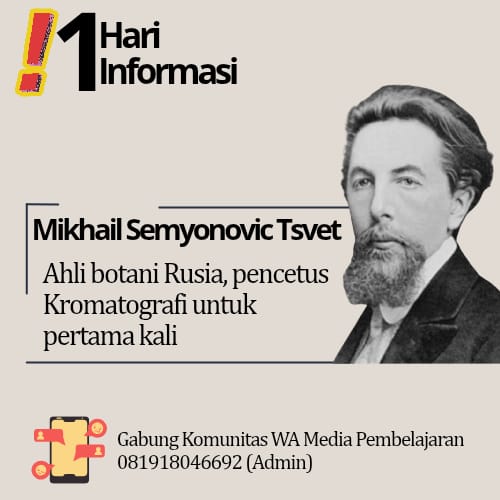 !1 Hari
Informasi
Mikhail Semyonovic Tsvet
Ahli botani Rusia, pencetus
Kromatografi untuk
pertama kali
Gabung Komunitas WA Media Pembelajaran
081918046692 (Admin)